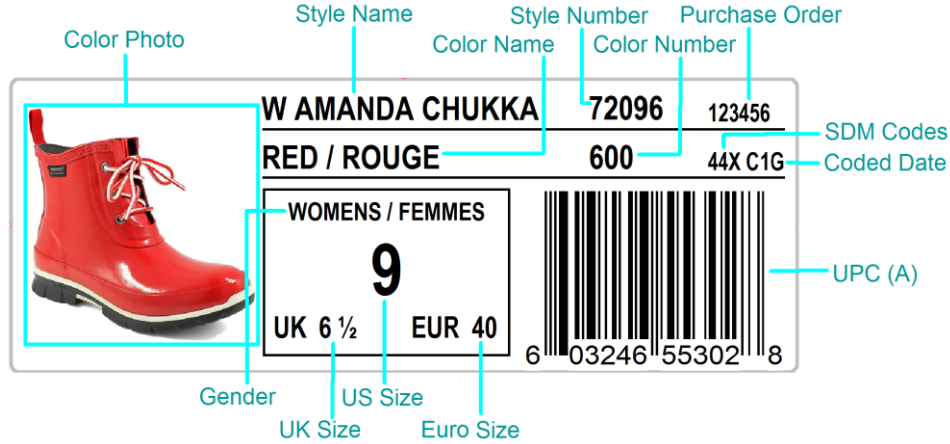 Style Name
Style Number
Purchase Order
Color Photo
Color Name
Color Number
W AMANDA CHUKKA 72096 123456
SDM Codes
RED / ROUGE 600 44X C1G
Coded Date
WOMENS / FEMMES
9
UPC (A)
UK 6 ½ EUR 40
6 03246 55302 8
Gender
US Size
UK Size
Euro Size